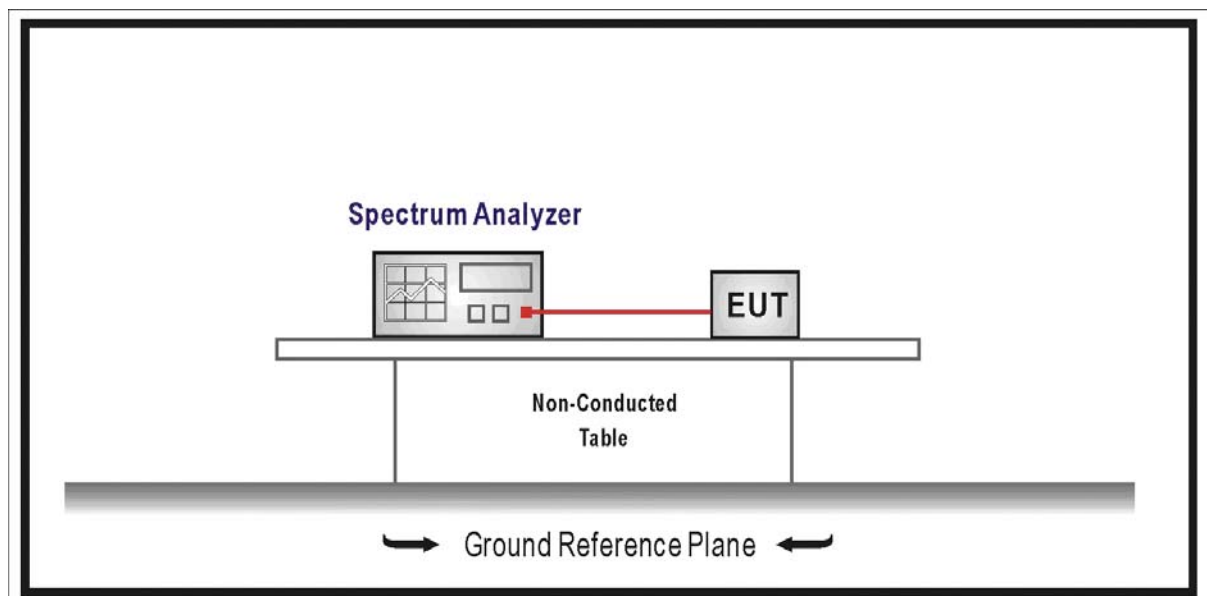 Spectrum Analyzer
EUT
Non-Conducted
Table
Ground Reference Plane